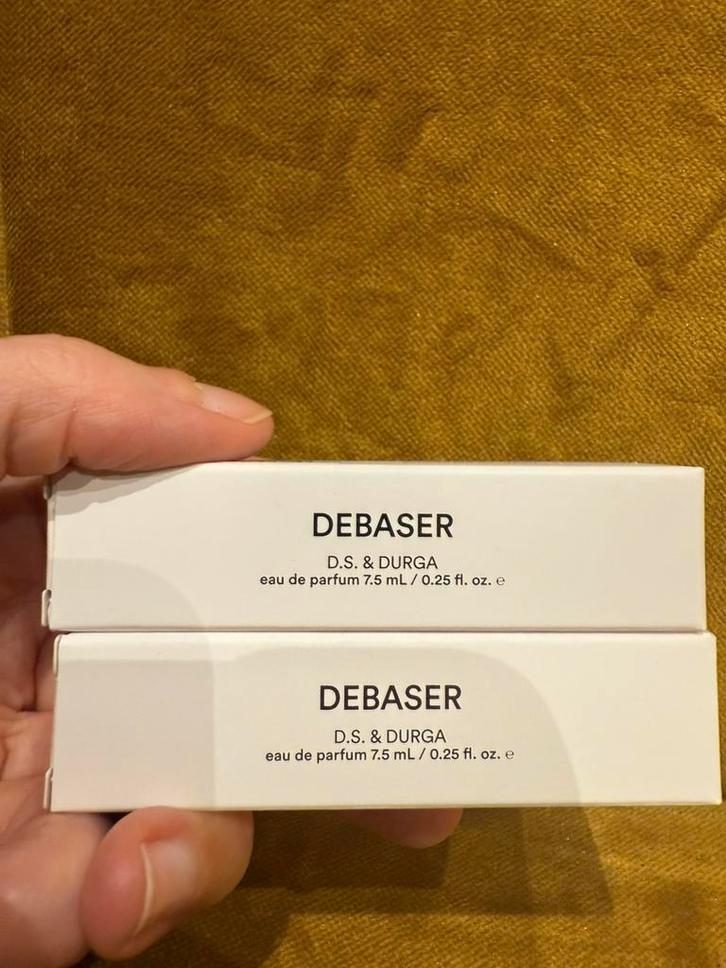 DEBASER
D.S. & DURGA
eau de parfum 7.5 mL / 0.25 fl. oz. ℮
DEBASER
D.S. & DURGA
eau de parfum 7.5 mL / 0.25 fl. oz. ℮